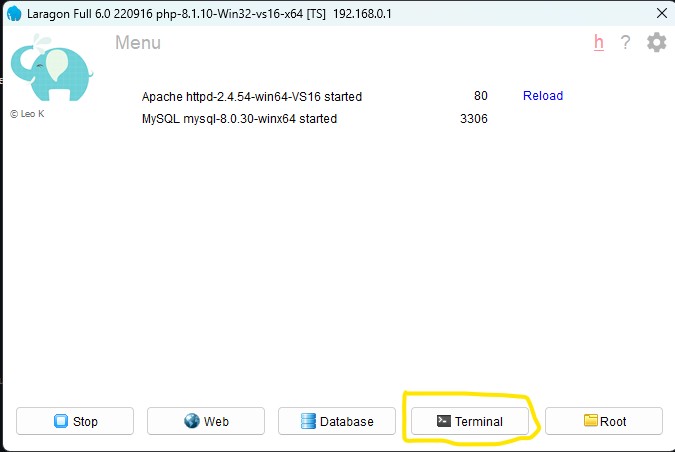 Laragon Full 6.0 220916 php-8.1.10-Win32-vs16-x64 [TS] 192.168.0.1
Menu
h ?
© Leo K
Apache httpd-2.4.54-win64-VS16 started 80 Reload
MySQL mysql-8.0.30-winx64 started 3306
Stop Web Database Terminal Root